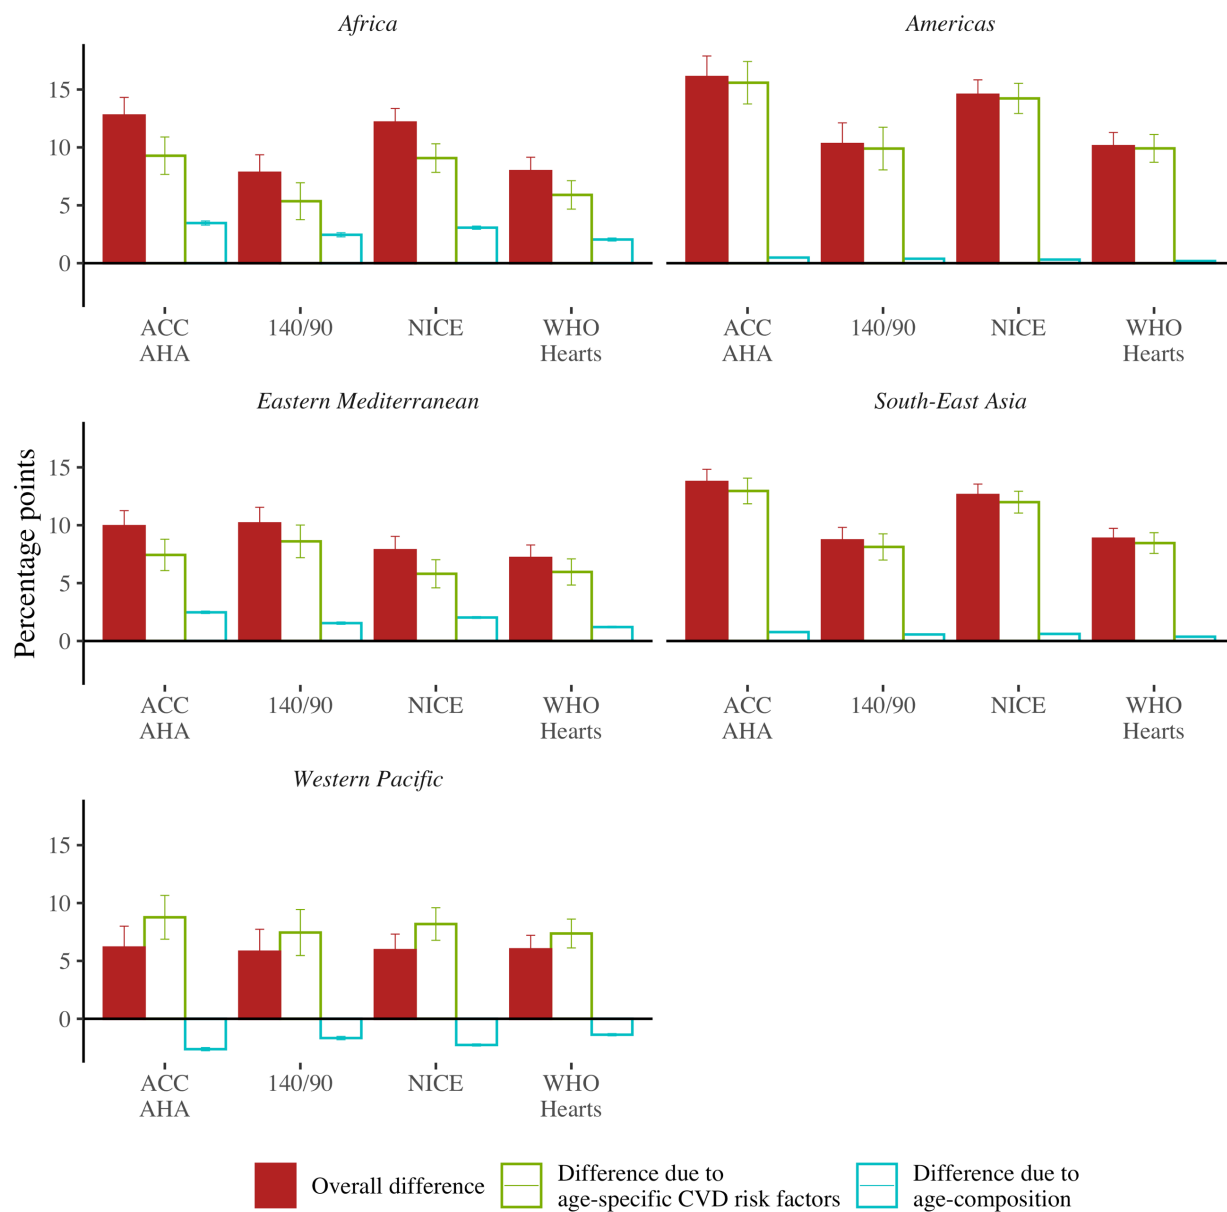 Africa
Americas
15
10
5
0
ACC
AHA
140/90
NICE
WHO
Hearts
ACC
AHA
140/90
NICE
WHO
Hearts
Eastern Mediterranean
South-East Asia
Percentage points
15
10
5
0
ACC
AHA
140/90
NICE
WHO
Hearts
ACC
AHA
140/90
NICE
WHO
Hearts
Western Pacific
15
10
5
0
ACC
AHA
140/90
NICE
WHO
Hearts
Overall difference
Difference due to
age-specific CVD risk factors
Difference due to
age-composition